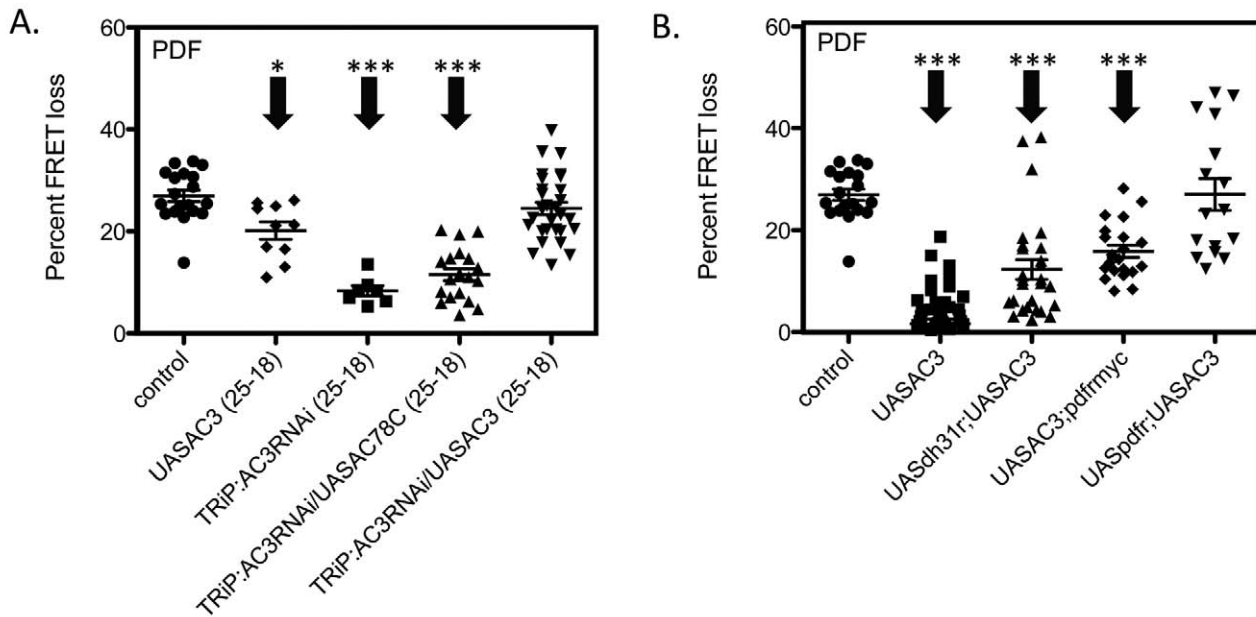 A.
60
40
20
0
Percent FRET loss
PDF
*
***
***
control
UASAC3 (25-18)
TRiP:AC3RNAi (25-18)
TRiP:AC3RNAi/UASAC78C (25-18)
TRiP:AC3RNAi/UASAC3 (25-18)
B.
60
40
20
0
Percent FRET loss
PDF
***
***
***
control
UASAC3
UASdh31r;UASAC3
UASAC3;pdfrmyc
UASpdfr;UASAC3